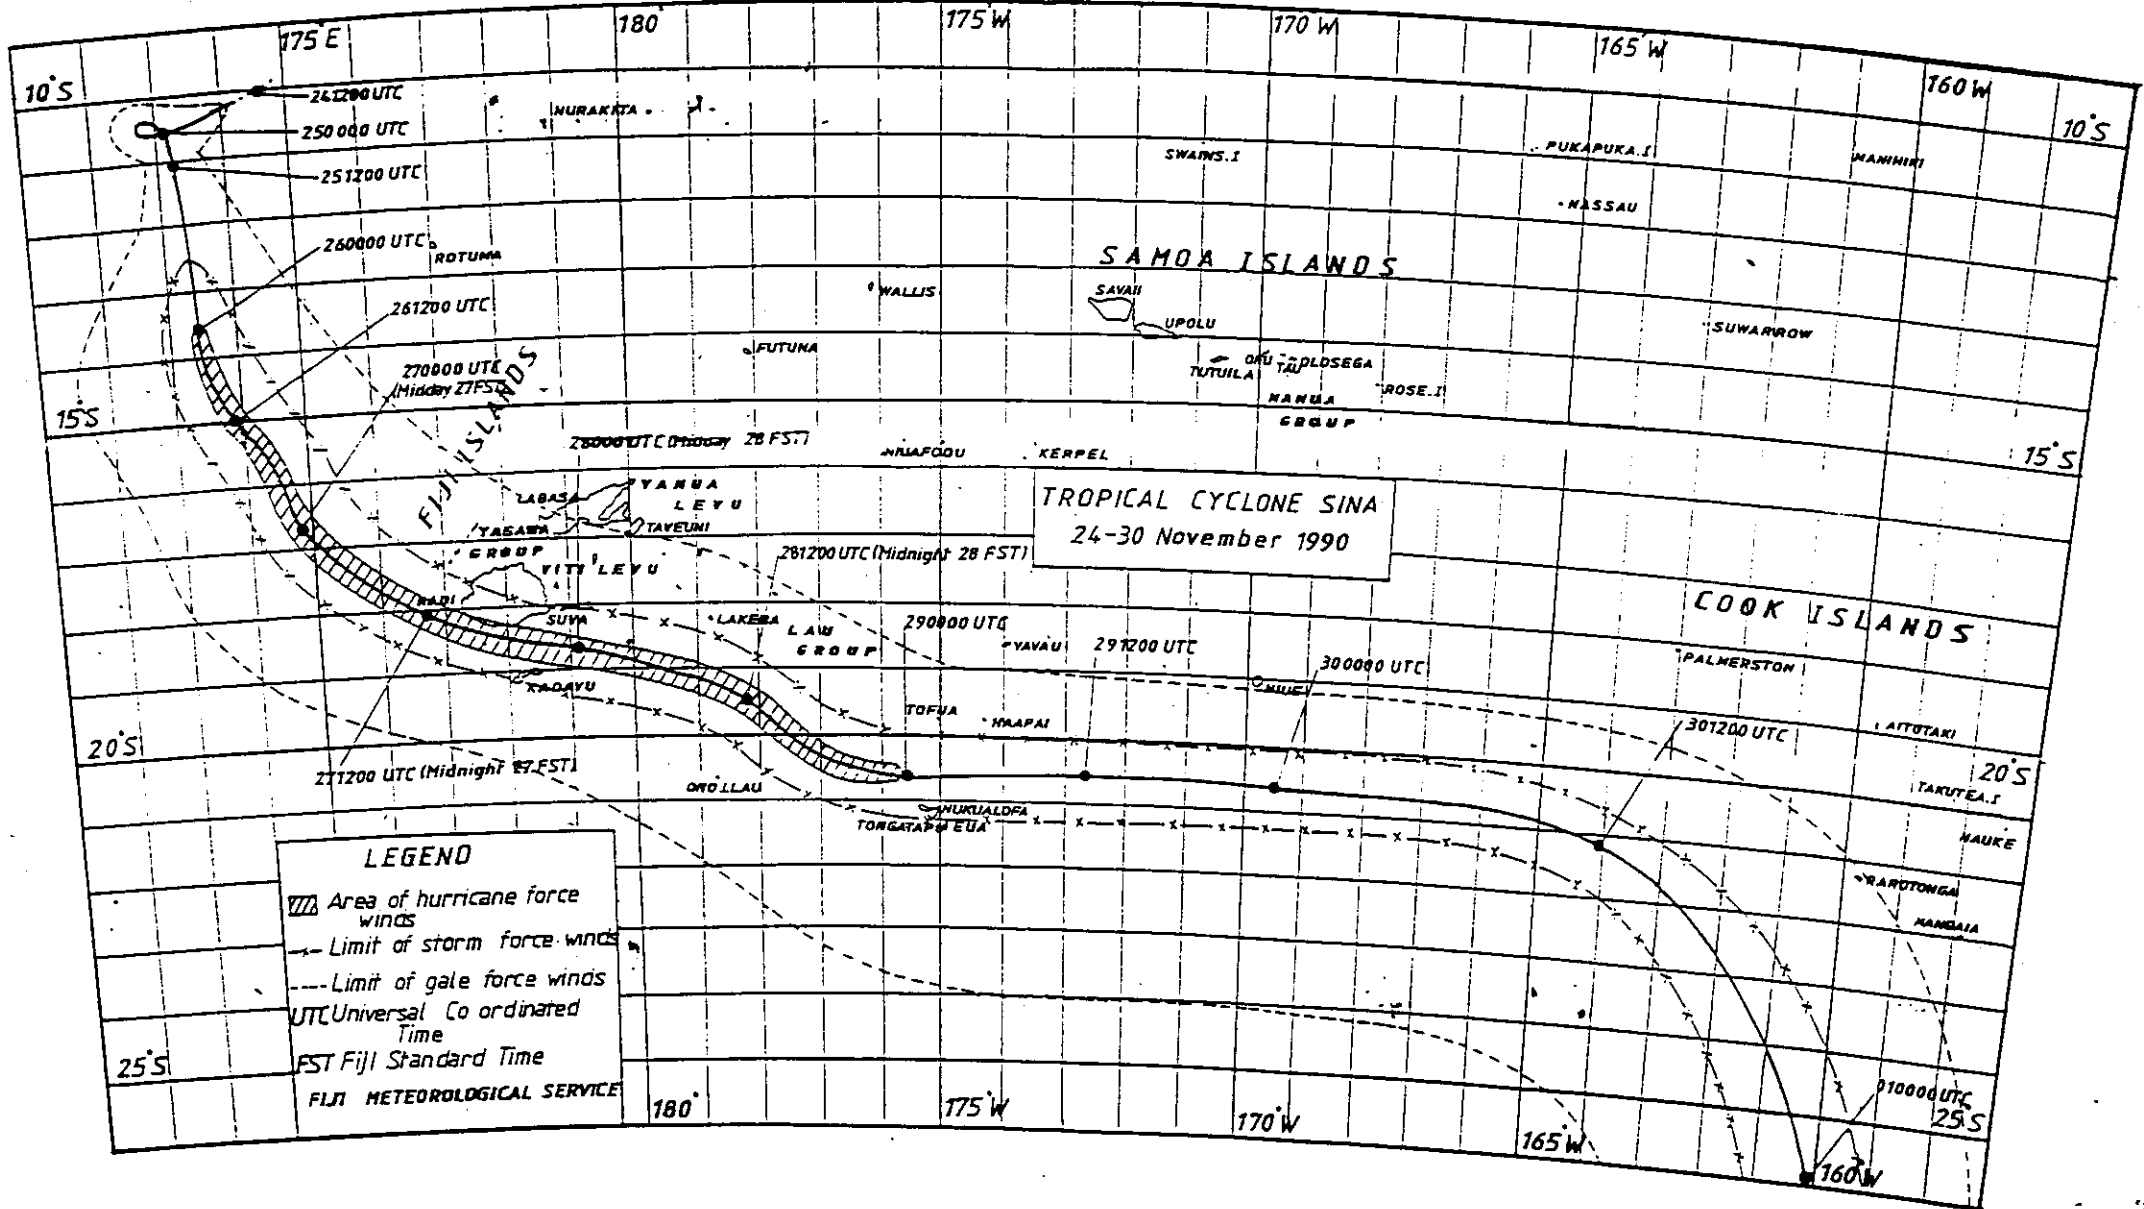 175°E
180°
175°W
170°W
165°W
160°W
10°S
10°S
241200 UTC
250000 UTC
251200 UTC
NURAKITA
SWAINS.I
PUKAPUKA.I
MANIHIKI
NASSAU
260000 UTC
ROTUMA
SAMOA ISLANDS
261200 UTC
WALLIS
SAVAII
UPOLU
SUWARROW
270000 UTC
(Midday 27FST)
FIJI ISLANDS
FUTUNA
TUTUILA
OLOSEGA
ROSE.I
MANUA
GROUP
15°S
15°S
28000 UTC (Midday 28 FST)
NIUAFOOU
KERPEL
LABASA
VANUA
LEVU
TAVEUNI
YASAWA
GROUP
VITI LEVU
TROPICAL CYCLONE SINA
24-30 November 1990
281200 UTC (Midnight 28 FST)
NADI
SUVA
LAKEBA
LAU
GROUP
290000 UTC
VAVAU
291200 UTC
300000 UTC
COOK ISLANDS
PALMERSTON
KADAVU
NIUE
TOFUA
HAAPAI
301200 UTC
AITUTAKI
20°S
20°S
271200 UTC (Midnight 27 FST)
ONO I LAU
NUKUALOFA
TONGATAPU EUA
TAKUTEA.I
MAUKE
RAROTONGA
MANGAIA
LEGEND
Area of hurricane force
winds
Limit of storm force winds
Limit of gale force winds
UTC Universal Co ordinated
Time
FST Fiji Standard Time
FIJI METEOROLOGICAL SERVICE
25°S
25°S
010000 UTC
180°
175°W
170°W
165°W
160°W